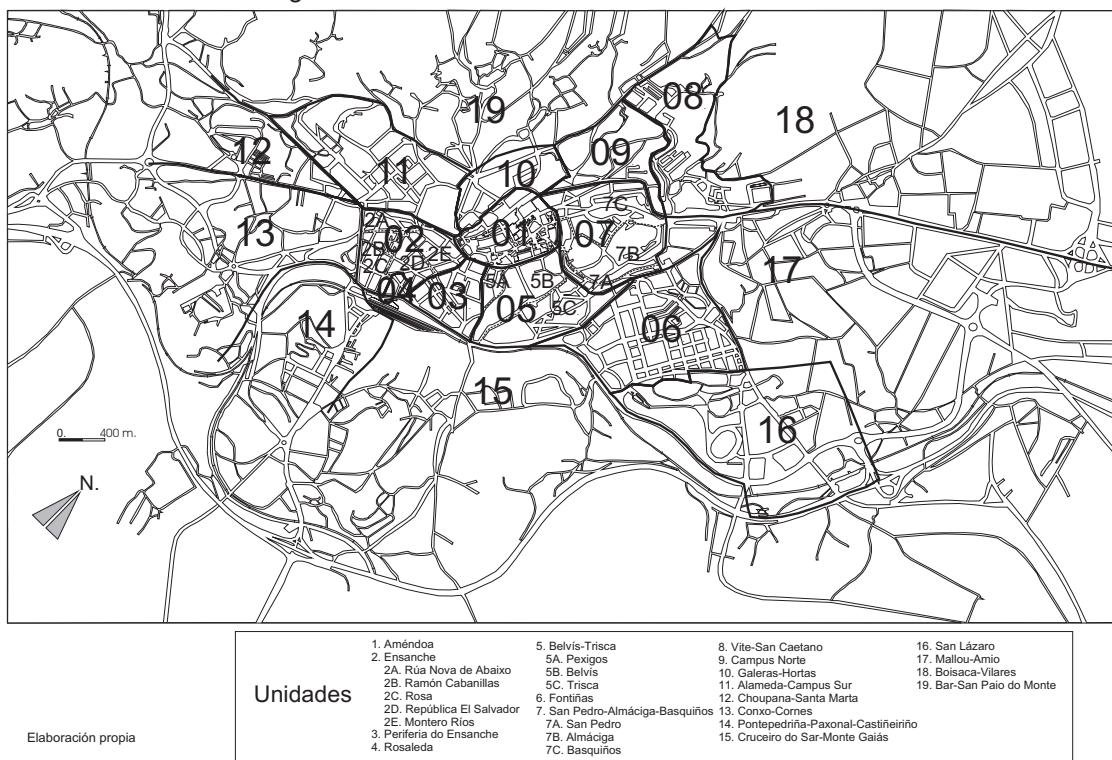 19
08
18
12
11
10
09
7C
2A
02
01
07
13
2B
2E
7B
2C
2D
17
5A
5B
7A
04
03
5C
05
06
14
15
16
0.
400 m.
N.
Unidades
1. Améndoa
2. Ensanche
2A. Rúa Nova de Abaixo
2B. Ramón Cabanillas
2C. Rosa
2D. República El Salvador
2E. Montero Ríos
3. Periferia do Ensanche
4. Rosaleda
5. Belvís-Trisca
5A. Pexigos
5B. Belvís
5C. Trisca
6. Fontiñas
7. San Pedro-Almáciga-Basquiños
7A. San Pedro
7B. Almáciga
7C. Basquiños
8. Vite-San Caetano
9. Campus Norte
10. Galeras-Hortas
11. Alameda-Campus Sur
12. Choupana-Santa Marta
13. Conxo-Cornes
14. Pontepedriña-Paxonal-Castiñeiriño
15. Cruceiro do Sar-Monte Gaiás
16. San Lázaro
17. Mallou-Amio
18. Boisaca-Vilares
19. Bar-San Paio do Monte
Elaboración propia